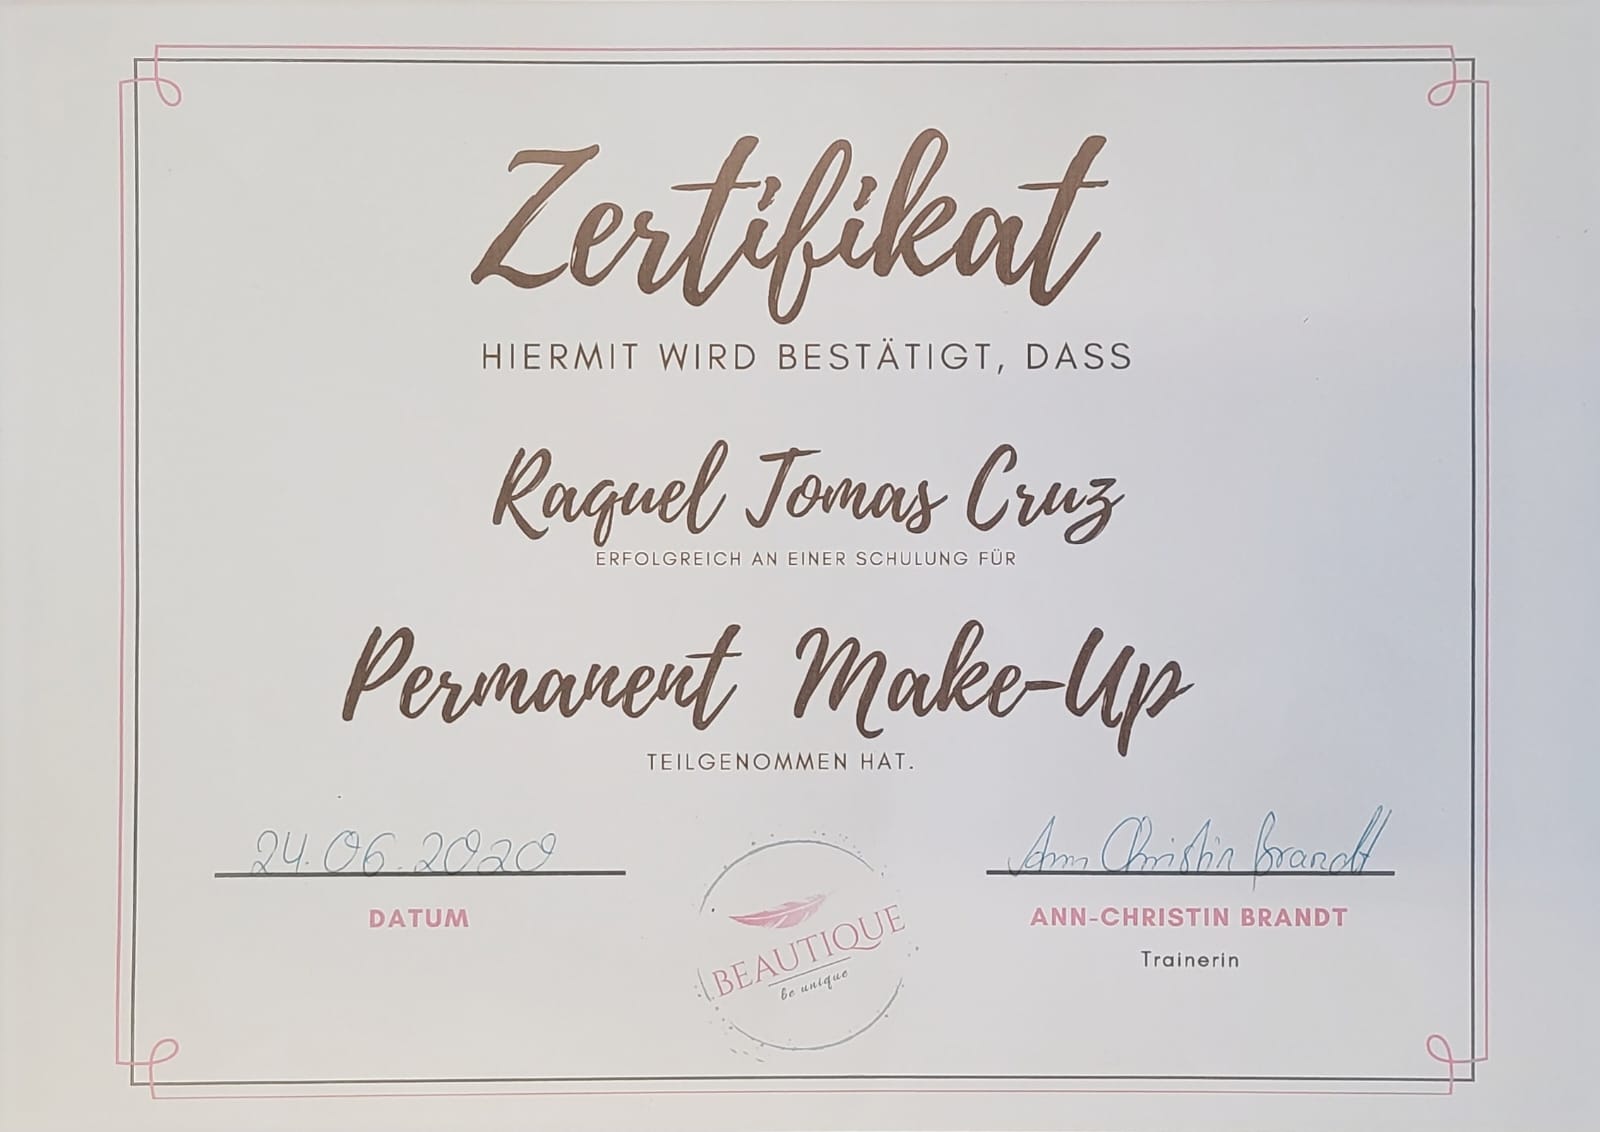 Zertifikat
HIERMIT WIRD BESTÄTIGT, DASS
Raquel Tomas Cruz
ERFOLGREICH AN EINER SCHULUNG FÜR
Permanent Make-Up
TEILGENOMMEN HAT.
24.06.2020
Ann Christin Brandt
DATUM
BEAUTIQUE
be unique
ANN-CHRISTIN BRANDT
Trainerin